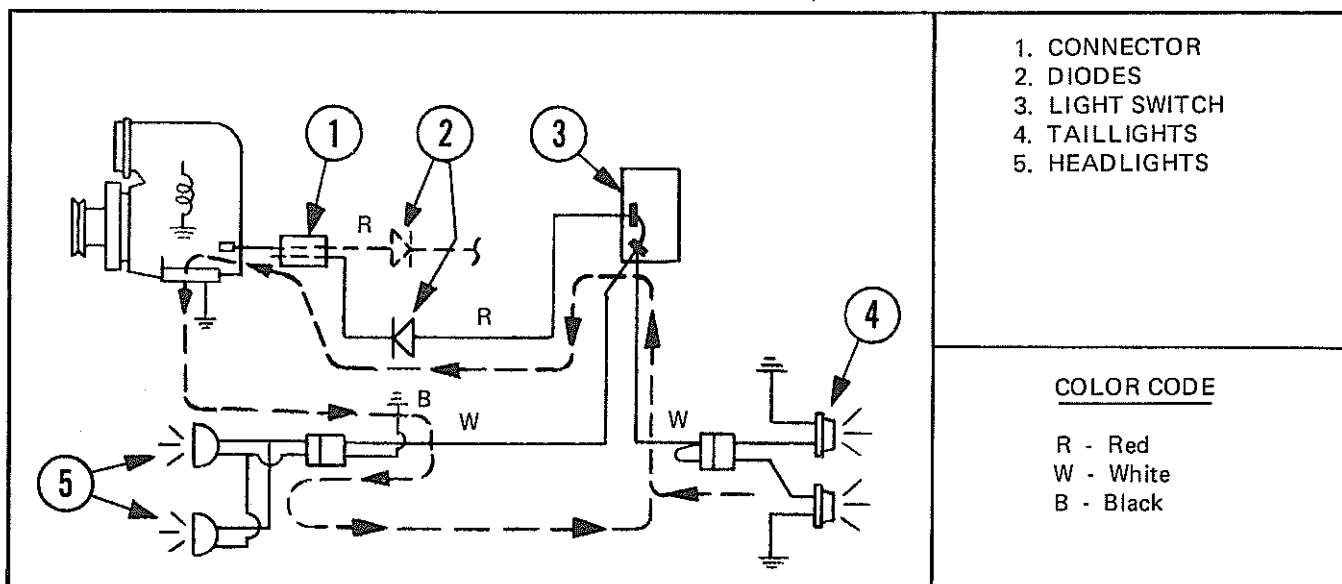 1. CONNECTOR
2. DIODES
3. LIGHT SWITCH
4. TAILLIGHTS
5. HEADLIGHTS
1
2
3
R
R
4
B
W
W
5
COLOR CODE
R - Red
W - White
B - Black